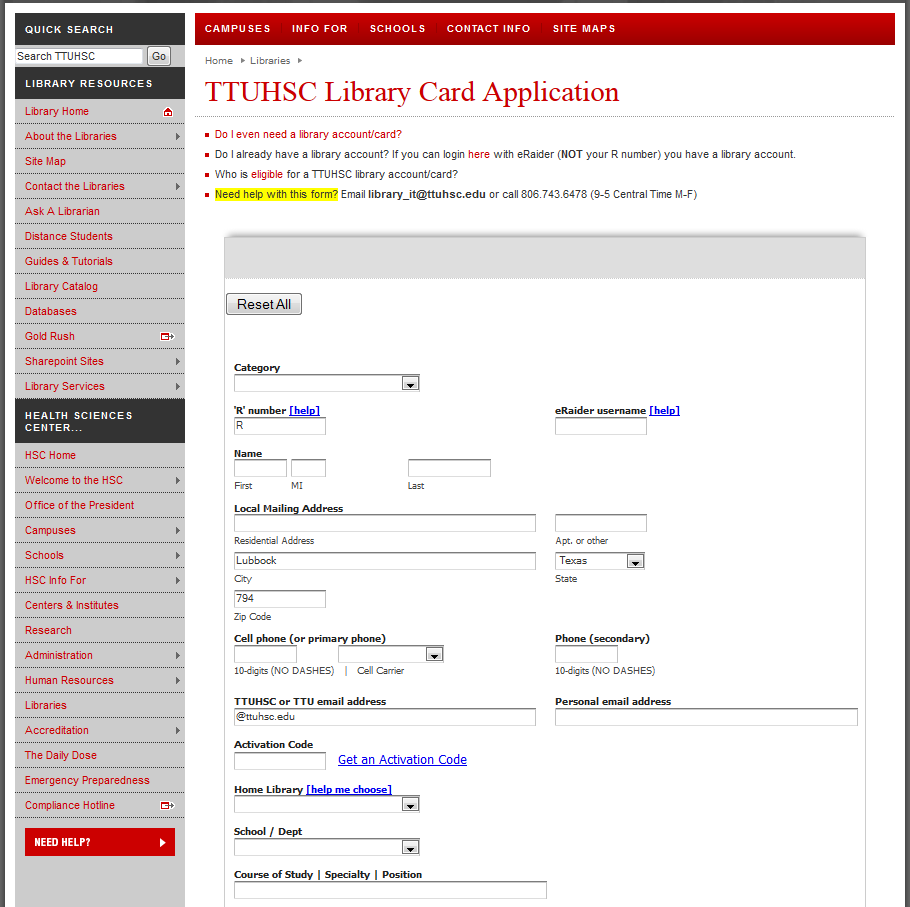 QUICK SEARCH
Search TTUHSC
Go
LIBRARY RESOURCES
Library Home
About the Libraries
Site Map
Contact the Libraries
Ask A Librarian
Distance Students
Guides & Tutorials
Library Catalog
Databases
Gold Rush
Sharepoint Sites
Library Services
HEALTH SCIENCES
CENTER...
HSC Home
Welcome to the HSC
Office of the President
Campuses
Schools
HSC Info For
Centers & Institutes
Research
Administration
Human Resources
Libraries
Accreditation
The Daily Dose
Emergency Preparedness
Compliance Hotline
NEED HELP?
CAMPUSES INFO FOR SCHOOLS CONTACT INFO SITE MAPS
Home Libraries
TTUHSC Library Card Application
Do I even need a library account/card?
Do I already have a library account? If you can login here with eRaider (NOT your R number) you have a library account.
Who is eligible for a TTUHSC library account/card?
Need help with this form? Email library_it@ttuhsc.edu or call 806.743.6478 (9-5 Central Time M-F)
Reset All
Category
'R' number [help] eRaider username [help]
R
Name
First MI Last
Local Mailing Address
Residential Address Apt. or other
Lubbock Texas
City State
794
Zip Code
Cell phone (or primary phone) Phone (secondary)
10-digits (NO DASHES) | Cell Carrier 10-digits (NO DASHES)
TTUHSC or TTU email address Personal email address
@ttuhsc.edu
Activation Code
Get an Activation Code
Home Library [help me choose]
School / Dept
Course of Study | Specialty | Position